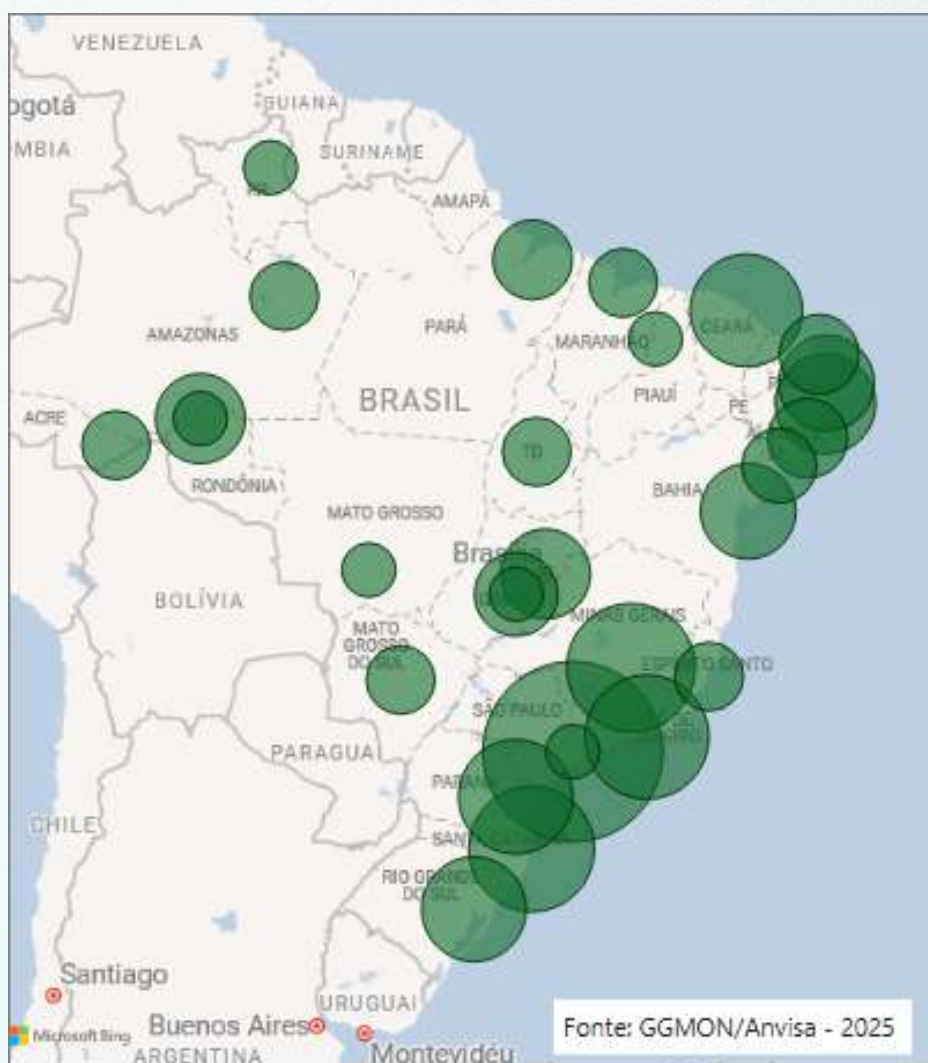 VENEZUELA
ogotá
GUIANA
MBIA
SURINAME
AMAPÁ
AMAZONAS
PARÁ
MARANHÃO
CEARÁ
BRASIL
PIAUÍ
PE
ACRE
TO
RONDÔNIA
BAHIA
MATO GROSSO
Brasília
BOLÍVIA
MINAS GERAIS
MATO
GROSSO
DO SUL
ESPÍRITO SANTO
SÃO PAULO
PARAGUAI
PARANÁ
CHILE
RIO GRANDE
DO SUL
Santiago
URUGUAI
Fonte: GGMON/Anvisa - 2025
Microsoft Bing
Buenos Aires
ARGENTINA
Montevidéu